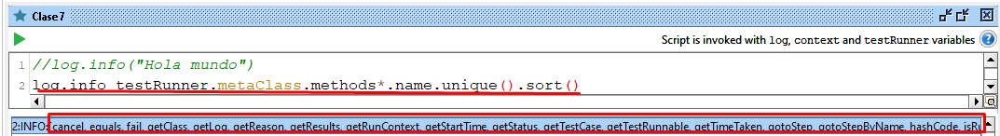 Clase7
Script is invoked with log, context and testRunner variables
1 //log.info("Hola mundo")
2 log.info testRunner.metaClass.methods*.name.unique().sort()
2:INFO:[cancel, equals, fail, getClass, getLog, getReason, getResults, getRunContext, getStartTime, getStatus, getTestCase, getTestRunnable, getTimeTaken, gotoStep, gotoStepByName, hashCode, isRu